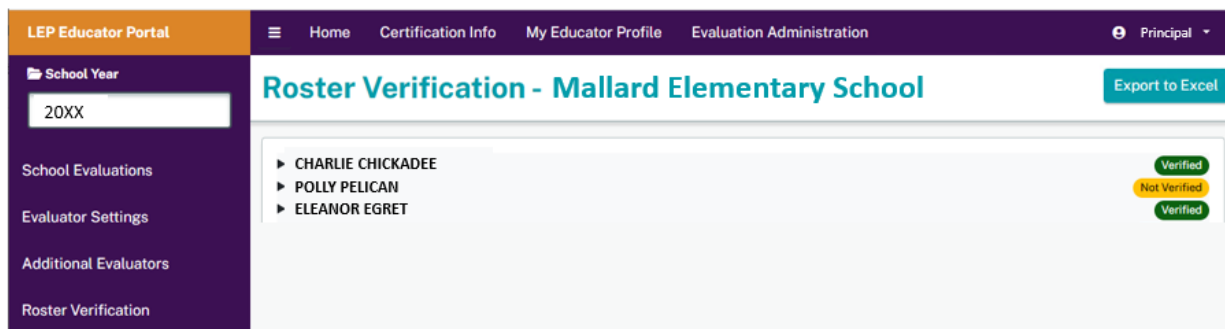 LEP Educator Portal
Home Certification Info My Educator Profile Evaluation Administration Principal
School Year
20XX
Roster Verification - Mallard Elementary School
Export to Excel
School Evaluations
Evaluator Settings
Additional Evaluators
Roster Verification
CHARLIE CHICKADEE Verified
POLLY PELICAN Not Verified
ELEANOR EGRET Verified